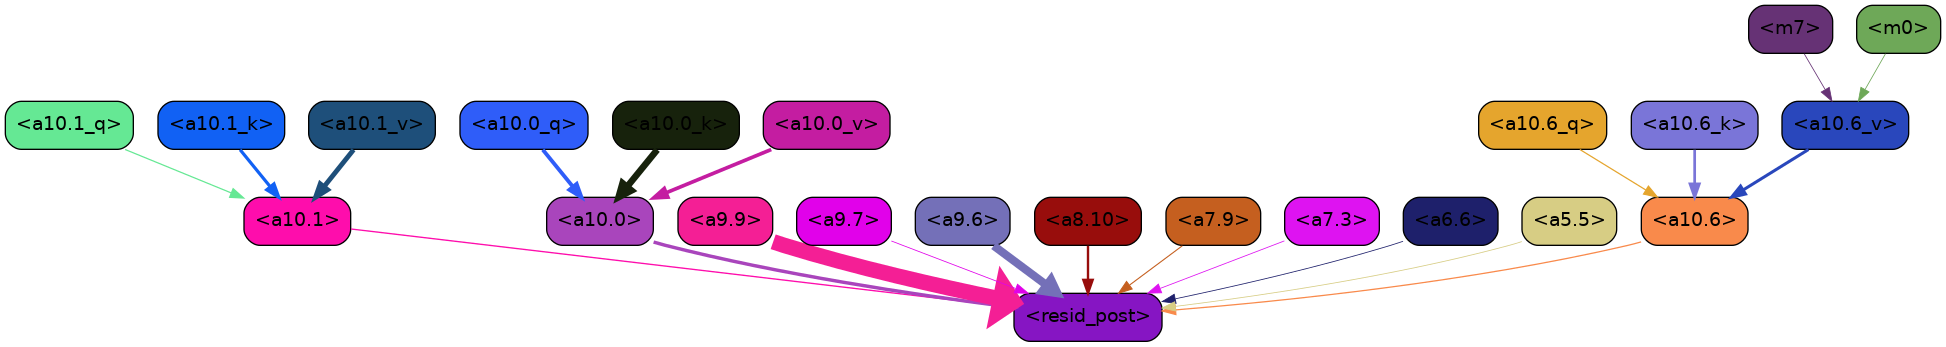 <m7> <m0>
<a10.1_q> <a10.1_k> <a10.1_v> <a10.0_q> <a10.0_k> <a10.0_v> <a10.6_q> <a10.6_k> <a10.6_v>
<a10.1> <a10.0> <a9.9> <a9.7> <a9.6> <a8.10> <a7.9> <a7.3> <a6.6> <a5.5> <a10.6>
<resid_post>